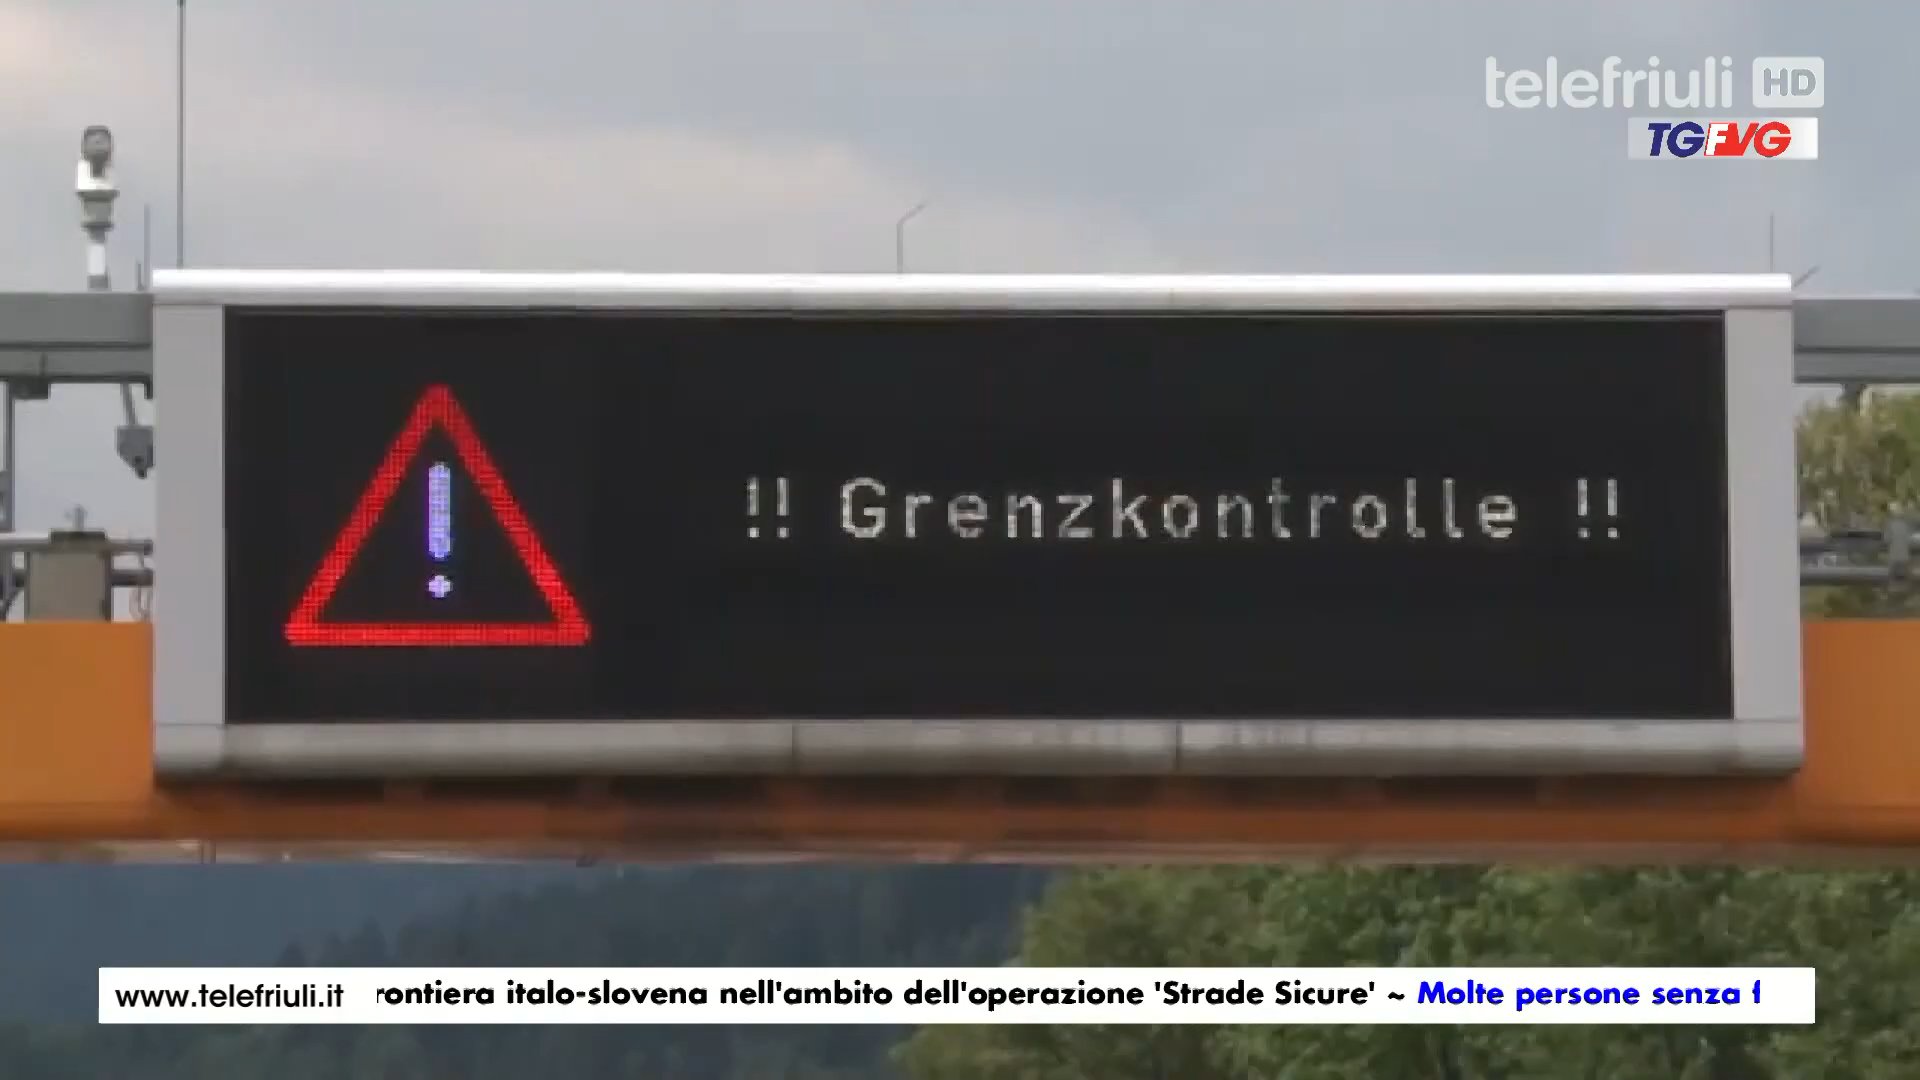 telefriuli HD
TGFVG
!! Grenzkontrolle !!
www.telefriuli.it rontiera italo-slovena nell'ambito dell'operazione 'Strade Sicure' ~ Molte persone senza f